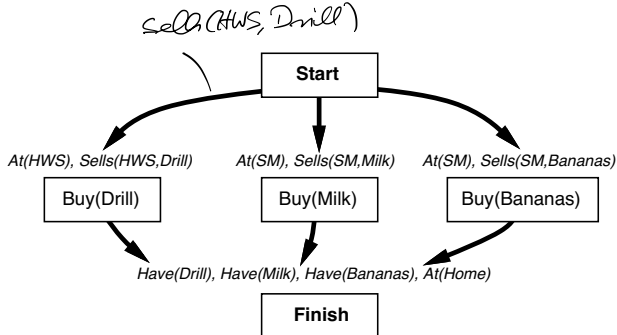 Sells(HWS, Drill)
Start
At(HWS), Sells(HWS,Drill) At(SM), Sells(SM,Milk) At(SM), Sells(SM,Bananas)
Buy(Drill) Buy(Milk) Buy(Bananas)
Have(Drill), Have(Milk), Have(Bananas), At(Home)
Finish